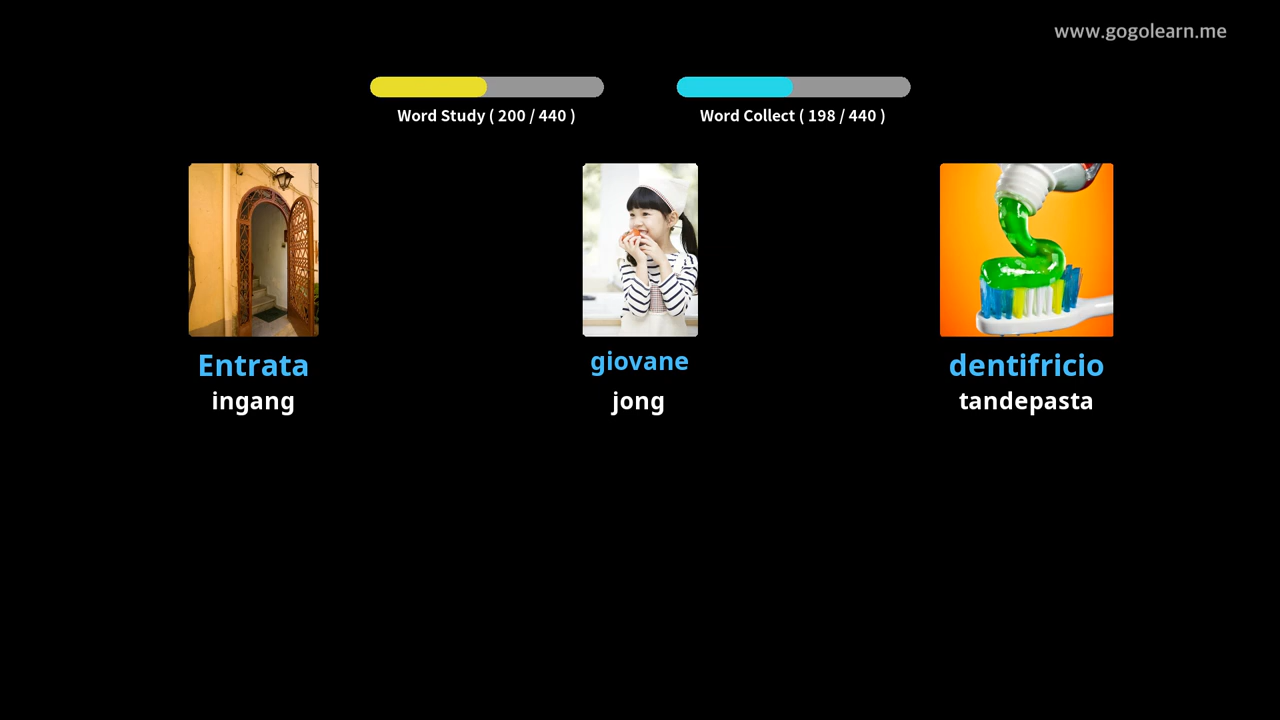 www.gogolearn.me
Word Study ( 200 / 440 )
Word Collect ( 198 / 440 )
Entrata
ingang
giovane
jong
dentifricio
tandepasta